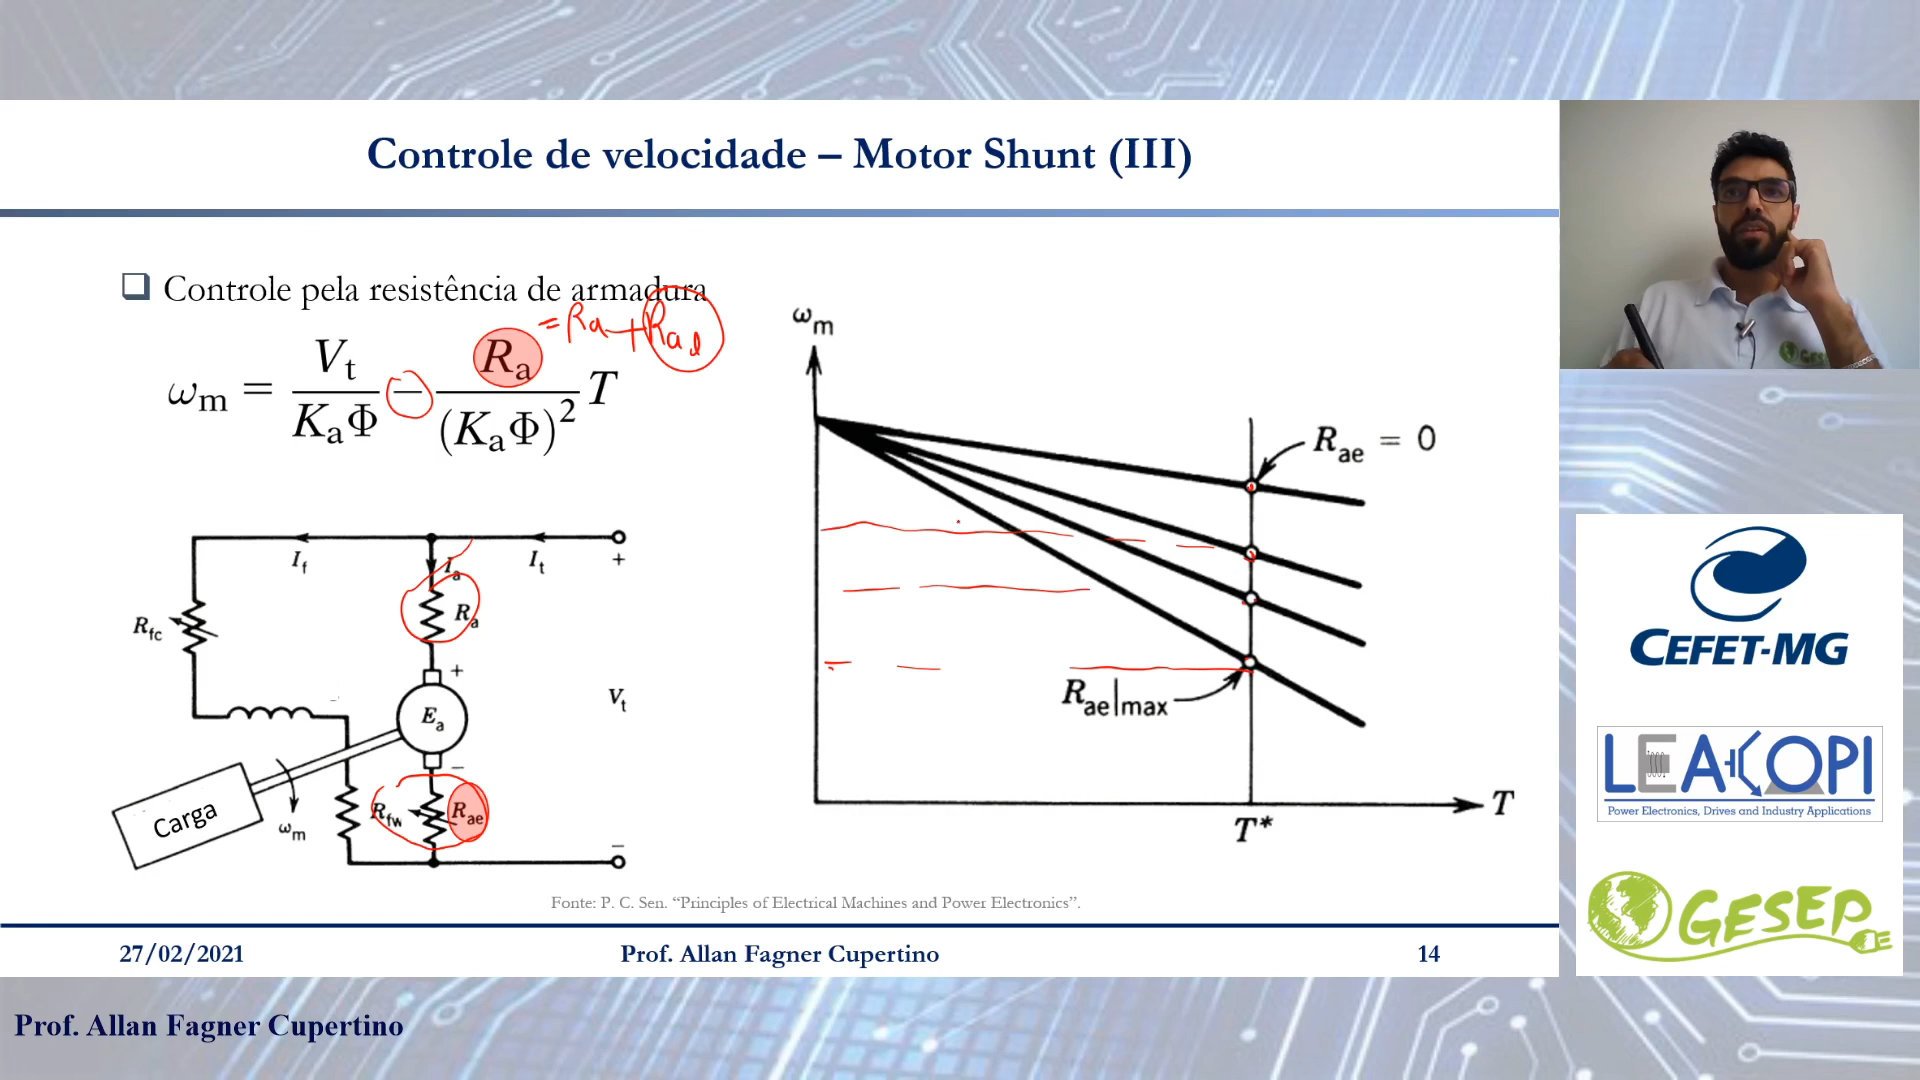 Controle de velocidade – Motor Shunt (III)
❑ Controle pela resistência de armadura
= Ra + Rae
ωm = Vt / KaΦ − Ra / (KaΦ)² T
ωm
Rae = 0
Rae|max
T
T*
If
Ia
It
+
Rfc
Ra
+
Vt
Ea
−
Carga
ωm
Rfw
Rae
−
Fonte: P. C. Sen. “Principles of Electrical Machines and Power Electronics”.
27/02/2021 Prof. Allan Fagner Cupertino 14
CEFET-MG
LEACOPI
Power Electronics, Drives and Industry Applications
GESEP
Prof. Allan Fagner Cupertino